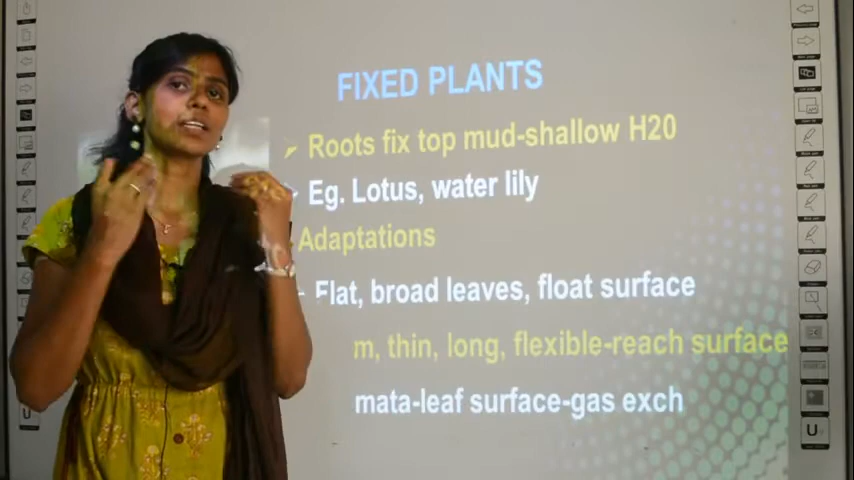 FIXED PLANTS
Roots fix top mud-shallow H20
Eg. Lotus, water lily
Adaptations
Flat, broad leaves, float surface
m, thin, long, flexible-reach surface
mata-leaf surface-gas exch